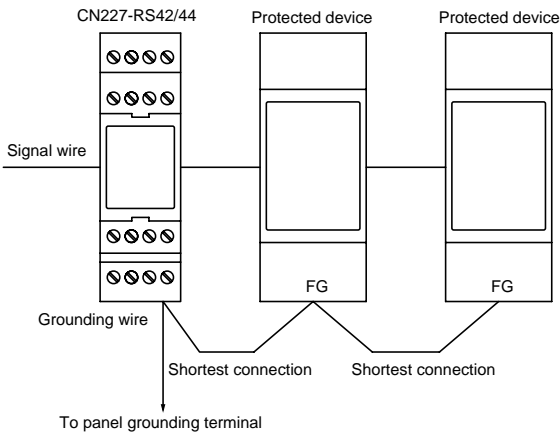 CN227-RS42/44
Protected device
Protected device
Signal wire
FG
FG
Grounding wire
Shortest connection
Shortest connection
To panel grounding terminal